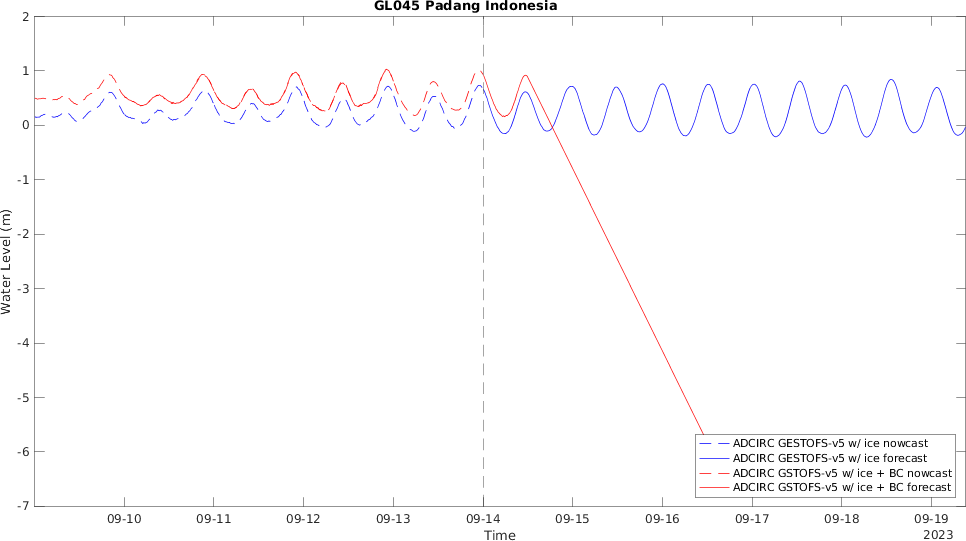 GL045 Padang Indonesia
2
1
0
-1
-2
-3
-4
-5
-6
-7
Water Level (m)
ADCIRC GESTOFS-v5 w/ ice nowcast
ADCIRC GESTOFS-v5 w/ ice forecast
ADCIRC GSTOFS-v5 w/ ice + BC nowcast
ADCIRC GSTOFS-v5 w/ ice + BC forecast
09-10 09-11 09-12 09-13 09-14 09-15 09-16 09-17 09-18 09-19
Time
2023